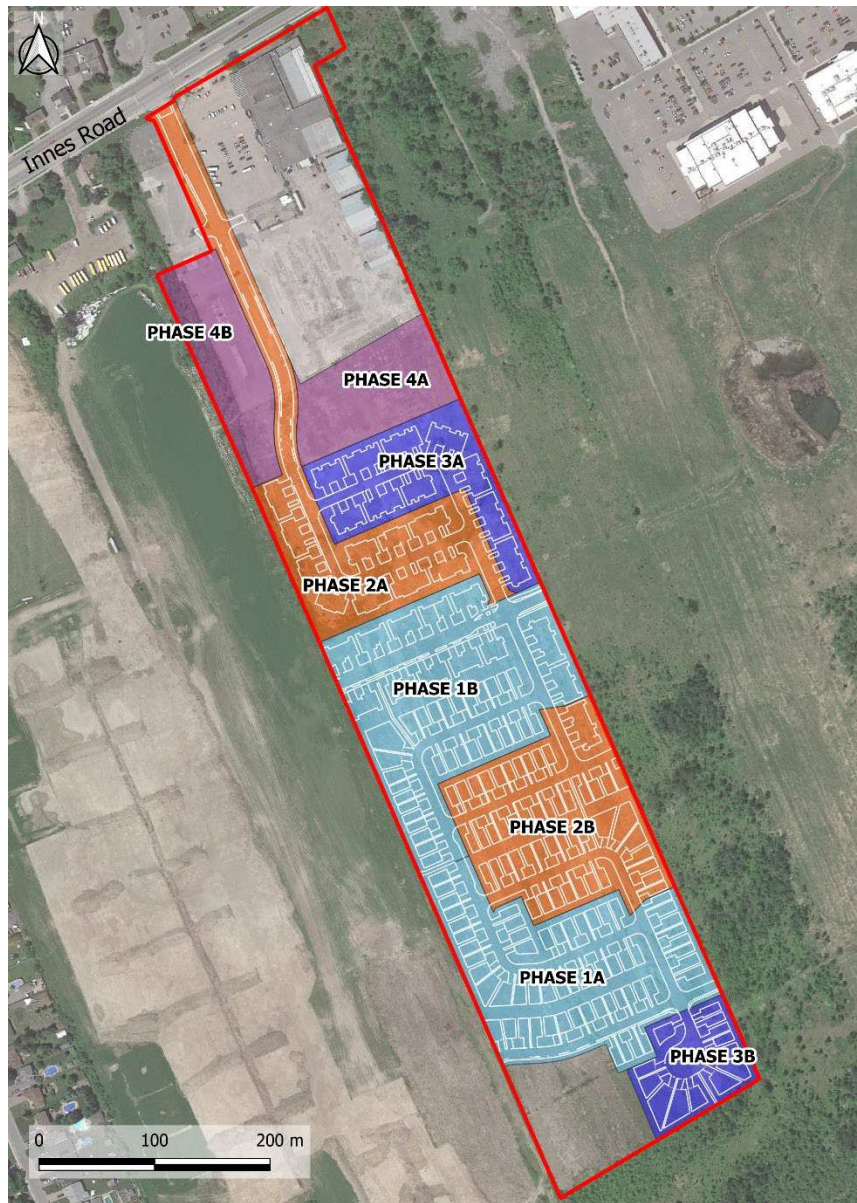 N
Innes Road
PHASE 4B
PHASE 4A
PHASE 3A
PHASE 2A
PHASE 1B
PHASE 2B
PHASE 1A
PHASE 3B
0 100 200 m